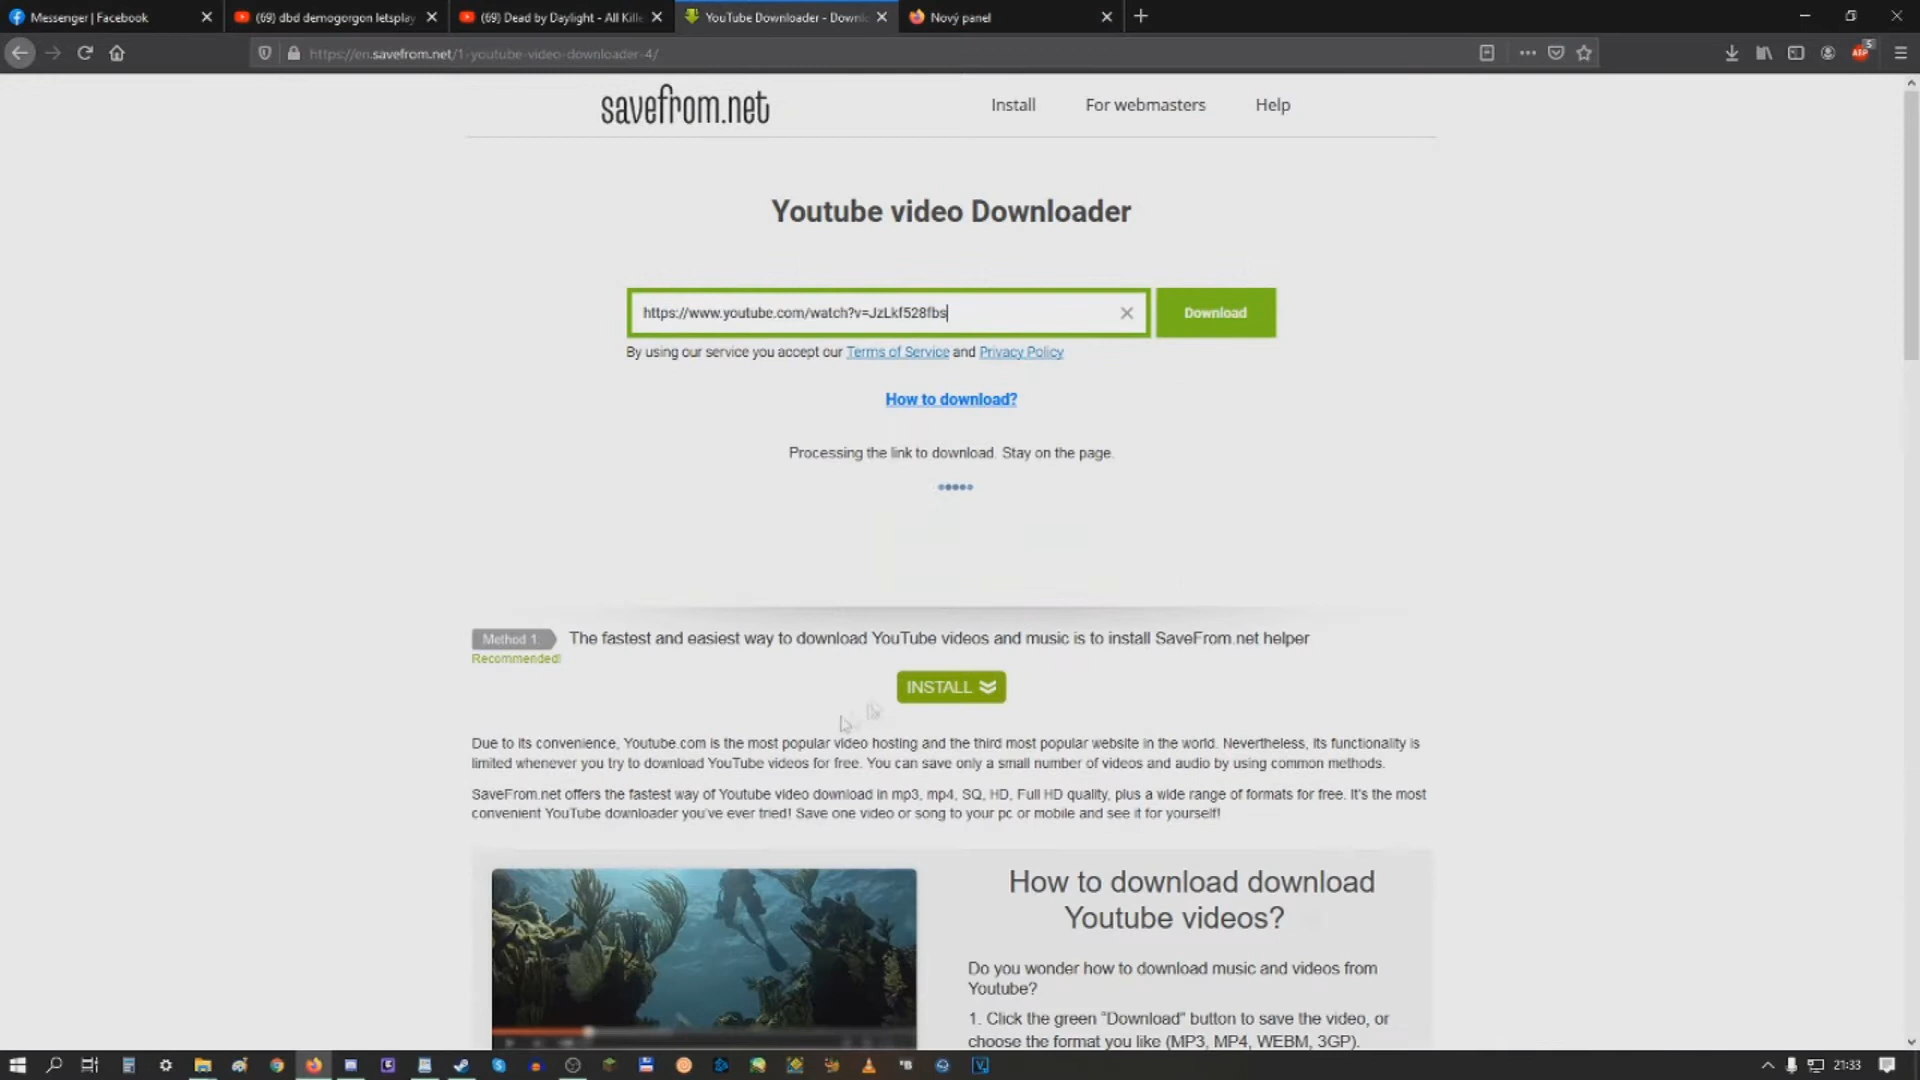 Messenger | Facebook
(69) dbd demogorgon letsplay
(69) Dead by Daylight - All Kille
YouTube Downloader - Downlo
Nový panel
https://en.savefrom.net/1-youtube-video-downloader-4/
ABP
5
savefrom.net
Install
For webmasters
Help
Youtube video Downloader
https://www.youtube.com/watch?v=JzLkf528fbs
Download
By using our service you accept our Terms of Service and Privacy Policy
How to download?
Processing the link to download. Stay on the page.
Method 1.
The fastest and easiest way to download YouTube videos and music is to install SaveFrom.net helper
Recommended!
INSTALL
Due to its convenience, Youtube.com is the most popular video hosting and the third most popular website in the world. Nevertheless, its functionality is
limited whenever you try to download YouTube videos for free. You can save only a small number of videos and audio by using common methods.
SaveFrom.net offers the fastest way of Youtube video download in mp3, mp4, SQ, HD, Full HD quality, plus a wide range of formats for free. It's the most
convenient YouTube downloader you've ever tried! Save one video or song to your pc or mobile and see it for yourself!
How to download download
Youtube videos?
Do you wonder how to download music and videos from
Youtube?
1. Click the green "Download" button to save the video, or
choose the format you like (MP3, MP4, WEBM, 3GP).
21:33